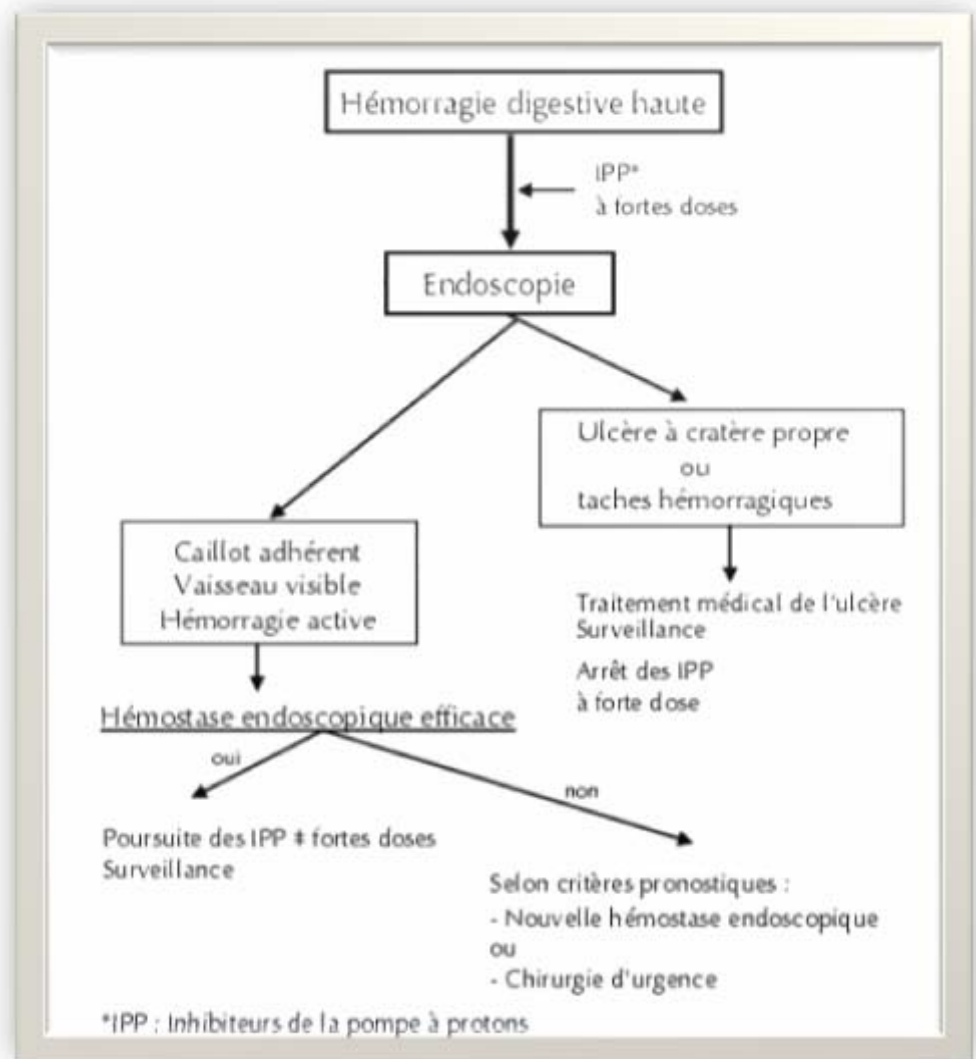 Hémorragie digestive haute
IPP*
à fortes doses
Endoscopie
Ulcère à cratère propre
ou
taches hémorragiques
Caillot adhérent
Vaisseau visible
Hémorragie active
Traitement médical de l'ulcère
Surveillance
Arrêt des IPP
à forte dose
Hémostase endoscopique efficace
oui
non
Poursuite des IPP ‡ fortes doses
Surveillance
Selon critères pronostiques :
- Nouvelle hémostase endoscopique
ou
- Chirurgie d'urgence
*IPP : Inhibiteurs de la pompe à protons